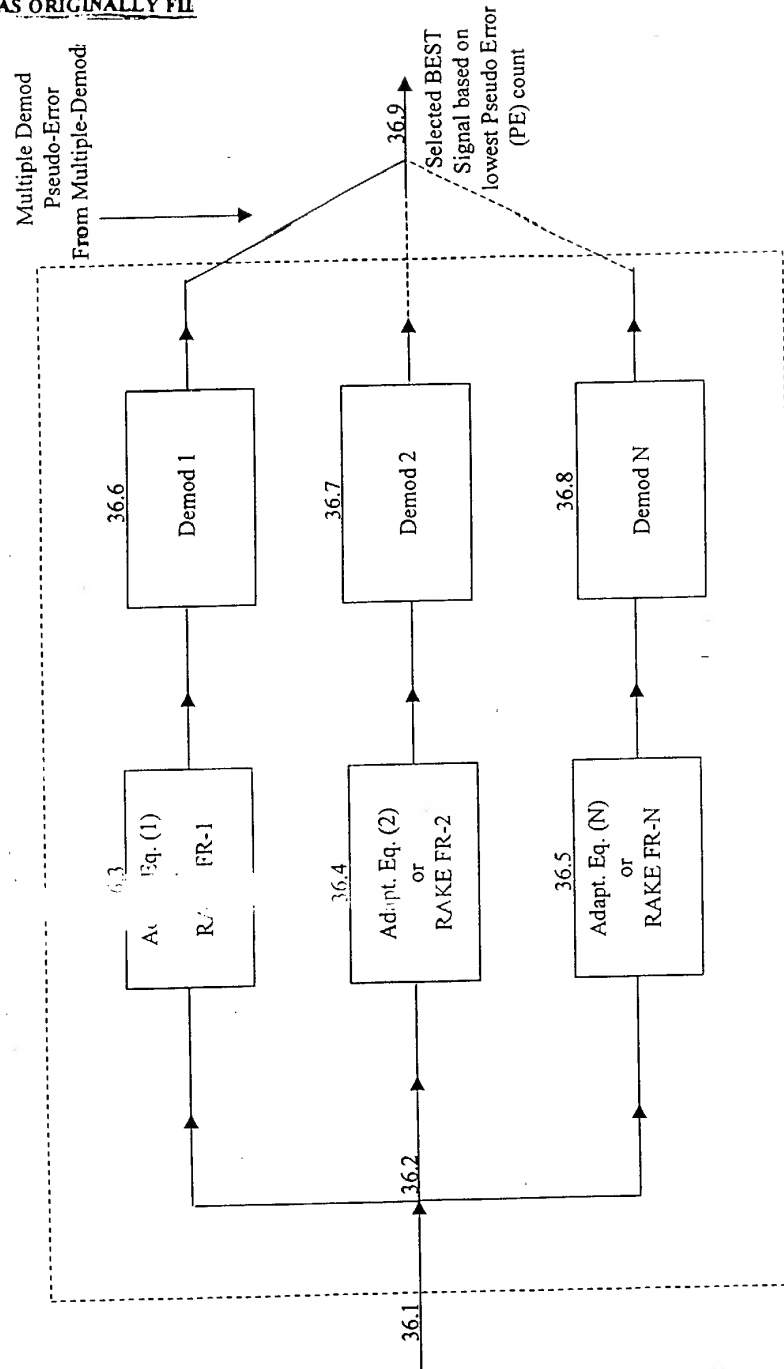 AS ORIGINALLY FIL
Multiple Demod
Pseudo-Error
From Multiple-Demod
36.9
Selected BEST
Signal based on
lowest Pseudo Error
(PE) count
36.6
Demod 1
36.7
Demod 2
36.8
Demod N
Eq. (1)
FR-1
36.4
Adapt. Eq. (2)
or
RAKE FR-2
36.5
Adapt. Eq. (N)
or
RAKE FR-N
36.2
36.1